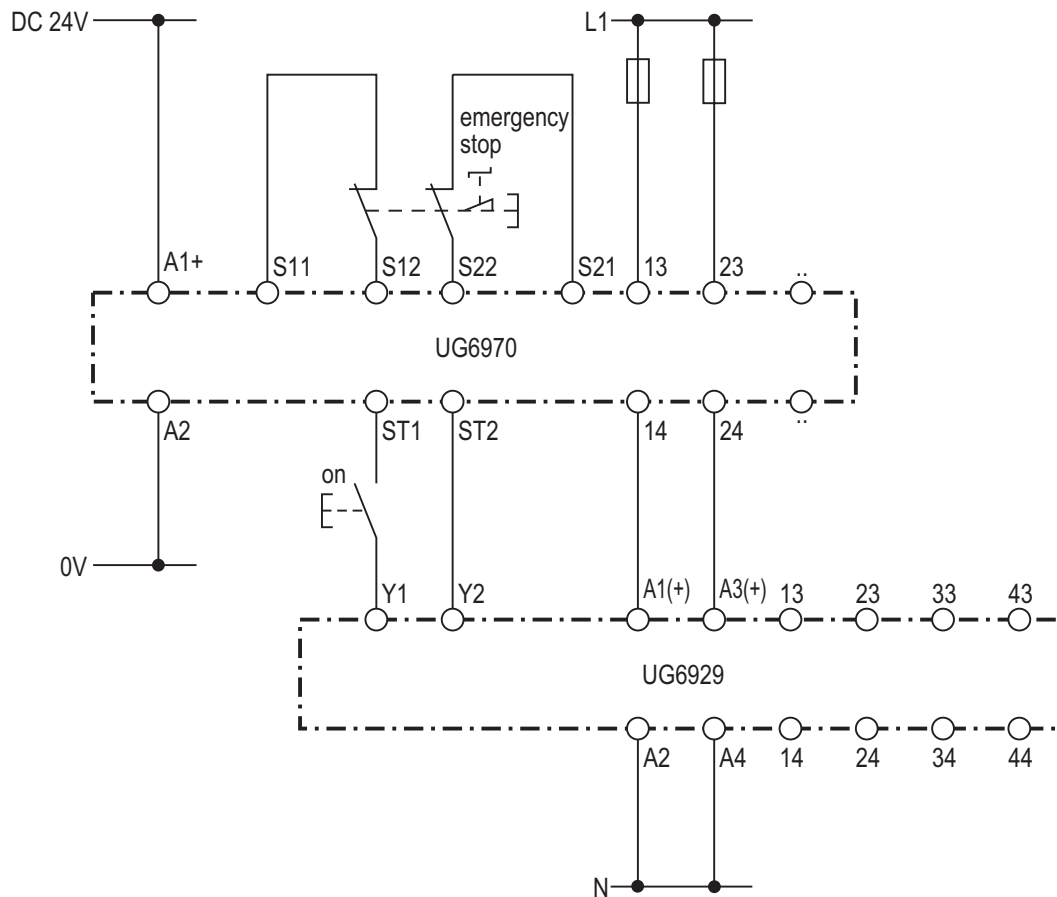 DC 24V
L1
emergency
stop
A1+
S11
S12
S22
S21
13
23
..
UG6970
A2
ST1
ST2
14
24
..
on
0V
Y1
Y2
A1(+)
A3(+)
13
23
33
43
UG6929
A2
A4
14
24
34
44
N